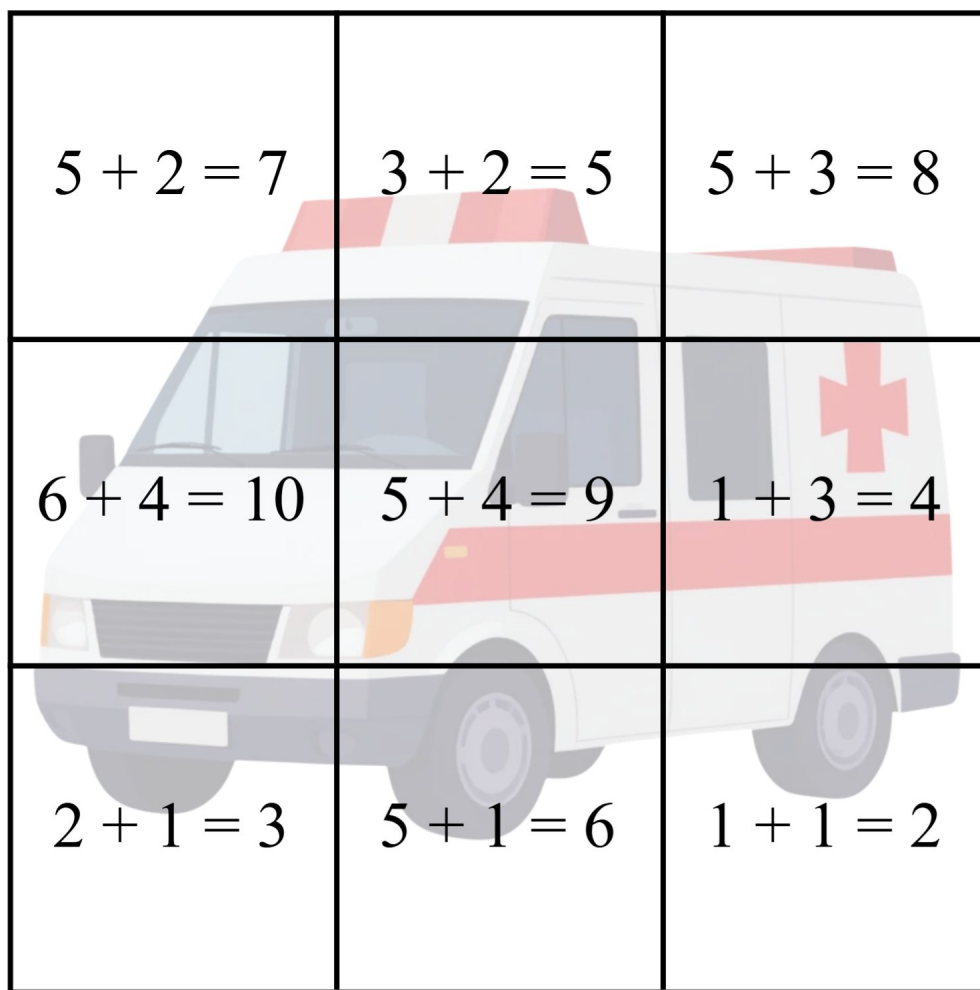 5 + 2 = 7
3 + 2 = 5
5 + 3 = 8
6 + 4 = 10
5 + 4 = 9
1 + 3 = 4
2 + 1 = 3
5 + 1 = 6
1 + 1 = 2